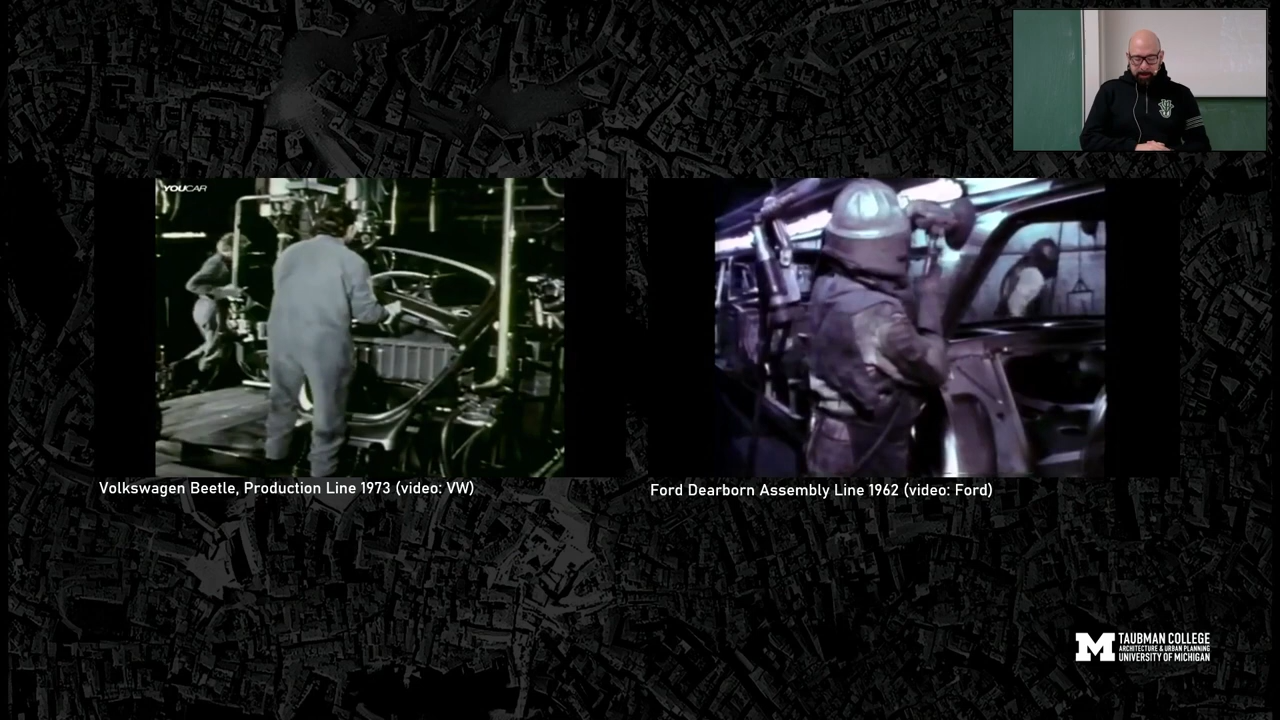 YOUCAR
Volkswagen Beetle, Production Line 1973 (video: VW)
Ford Dearborn Assembly Line 1962 (video: Ford)
M TAUBMAN COLLEGE
ARCHITECTURE & URBAN PLANNING
UNIVERSITY OF MICHIGAN